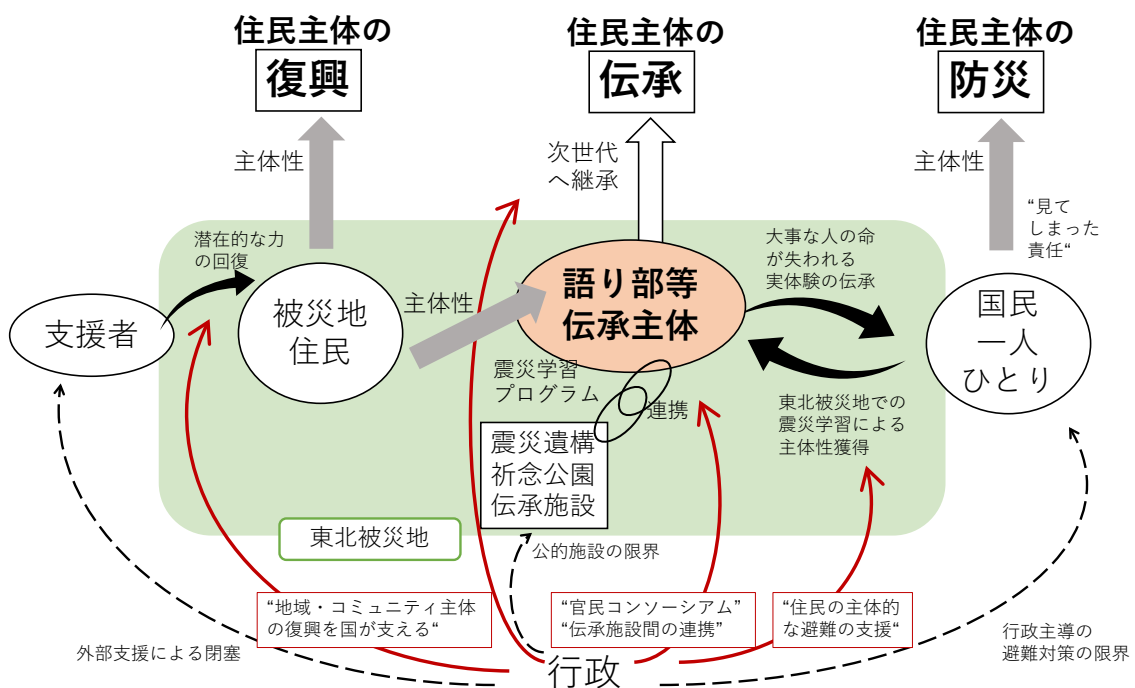 住民主体の
復興
住民主体の
伝承
住民主体の
防災
主体性
次世代
へ継承
主体性
“見て
しまった
責任“
潜在的な力
の回復
大事な人の命
が失われる
実体験の伝承
支援者
被災地
住民
主体性
語り部等
伝承主体
国民
一人
ひとり
震災学習
プログラム
連携
東北被災地での
震災学習による
主体性獲得
震災遺構
祈念公園
伝承施設
東北被災地
公的施設の限界
“地域・コミュニティ主体
の復興を国が支える“
“官民コンソーシアム”
“伝承施設間の連携”
“住民の主体的
な避難の支援“
外部支援による閉塞
行政
行政主導の
避難対策の限界